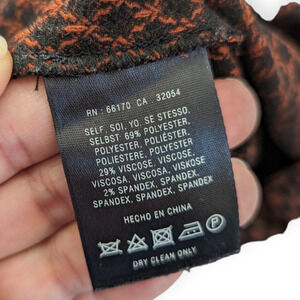 RN: 66170 CA 32054
SELF, SOI, YO SE STESSO,
SELBST 69% POLYESTER,
POLYESTER, POLIÉSTER,
POLIESTERE, POLYESTER
29% VISCOSE, VISCOSE,
VISCOSA, VISCOSA, VISKOSE
2% SPANDEX, SPANDEX,
SPANDEX, SPANDEX, SPANDEX
HECHO EN CHINA
DRY CLEAN ONLY